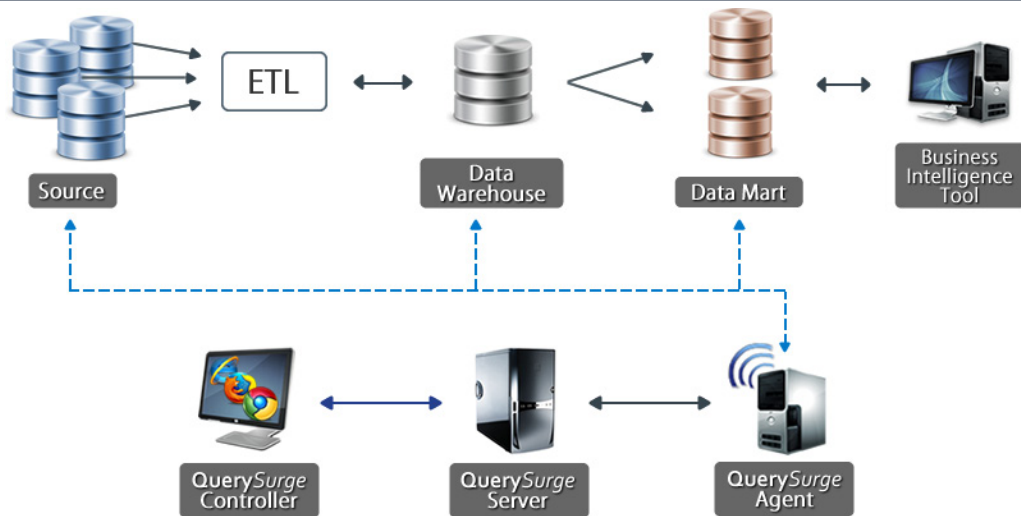 ETL
Source
Data
Warehouse
Data Mart
Business
Intelligence
Tool
QuerySurge
Controller
QuerySurge
Server
QuerySurge
Agent